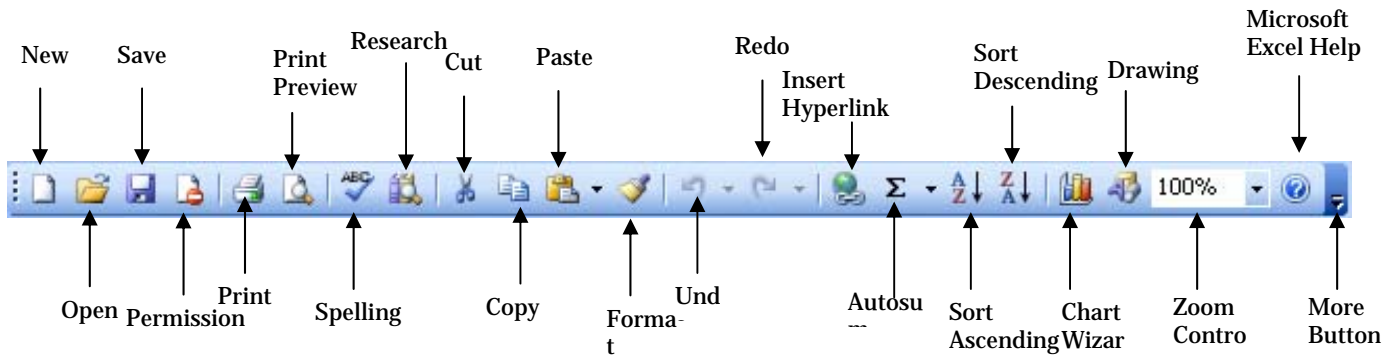 New
Save
Print
Preview
Research
Cut
Paste
Redo
Insert
Hyperlink
Sort
Descending
Drawing
Microsoft
Excel Help
ABC
Σ
A
Z
Z
A
100%
?
Open
Permission
Print
Spelling
Copy
Forma-
t
Und
Autosu
Sort
Ascending
Chart
Wizar
Zoom
Contro
More
Button